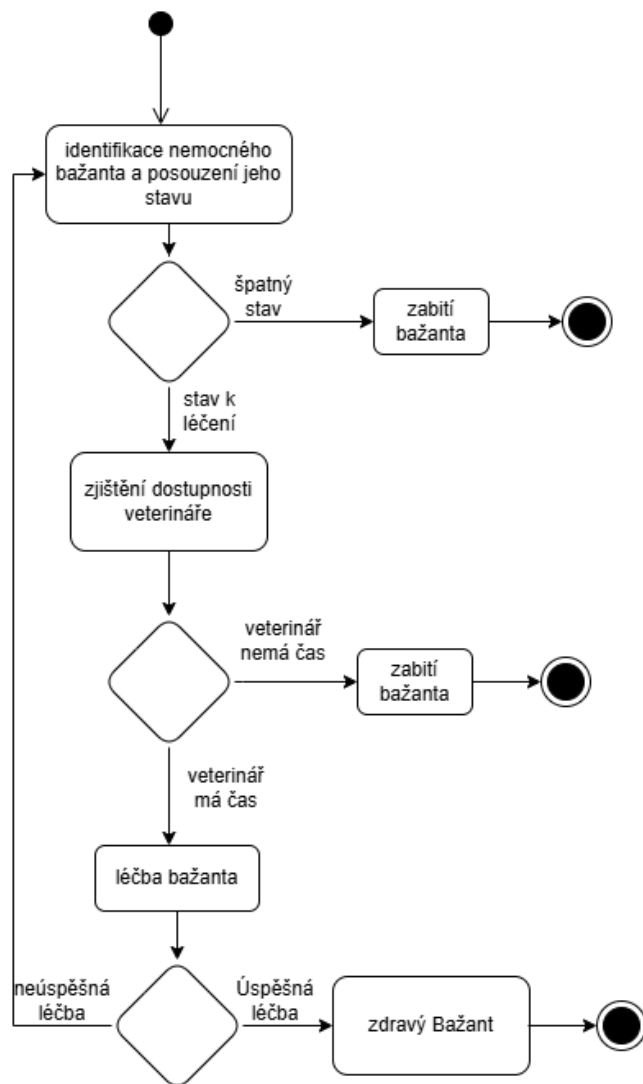 identifikace nemocného
bažanta a posouzení jeho
stavu
špatný
stav
zabití
bažanta
stav k
léčení
zjištění dostupnosti
veterináře
veterinář
nemá čas
zabití
bažanta
veterinář
má čas
léčba bažanta
neúspěšná
léčba
Úspěšná
léčba
zdravý Bažant